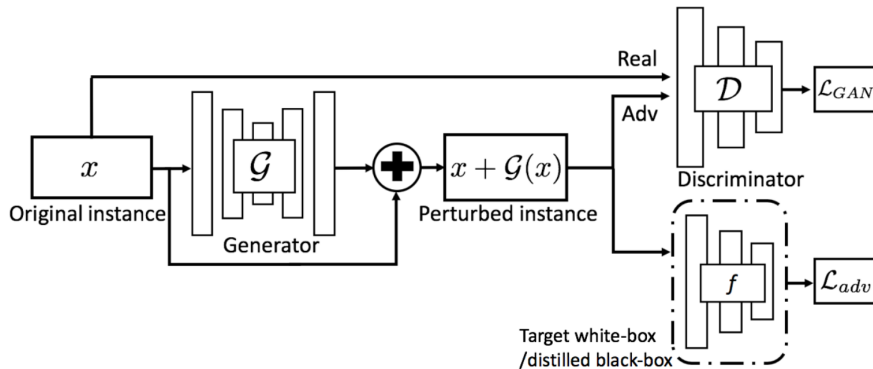 Real
Adv
𝒟
ℒ_GAN
Discriminator
x
Original instance
𝒢
Generator
x + 𝒢(x)
Perturbed instance
f
ℒ_adv
Target white-box
/distilled black-box